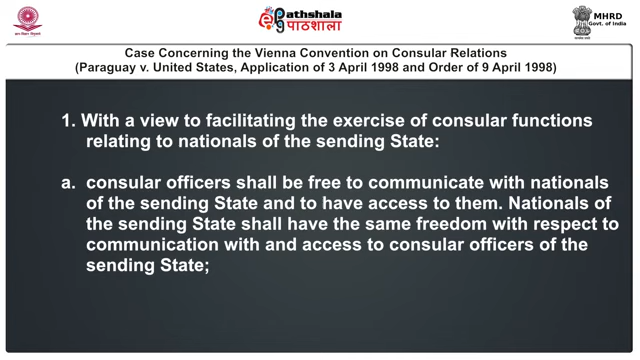 ePathshala
पाठशाला
MHRD
Govt. of India
Case Concerning the Vienna Convention on Consular Relations
(Paraguay v. United States, Application of 3 April 1998 and Order of 9 April 1998)
1. With a view to facilitating the exercise of consular functions
relating to nationals of the sending State:
a. consular officers shall be free to communicate with nationals
of the sending State and to have access to them. Nationals of
the sending State shall have the same freedom with respect to
communication with and access to consular officers of the
sending State;